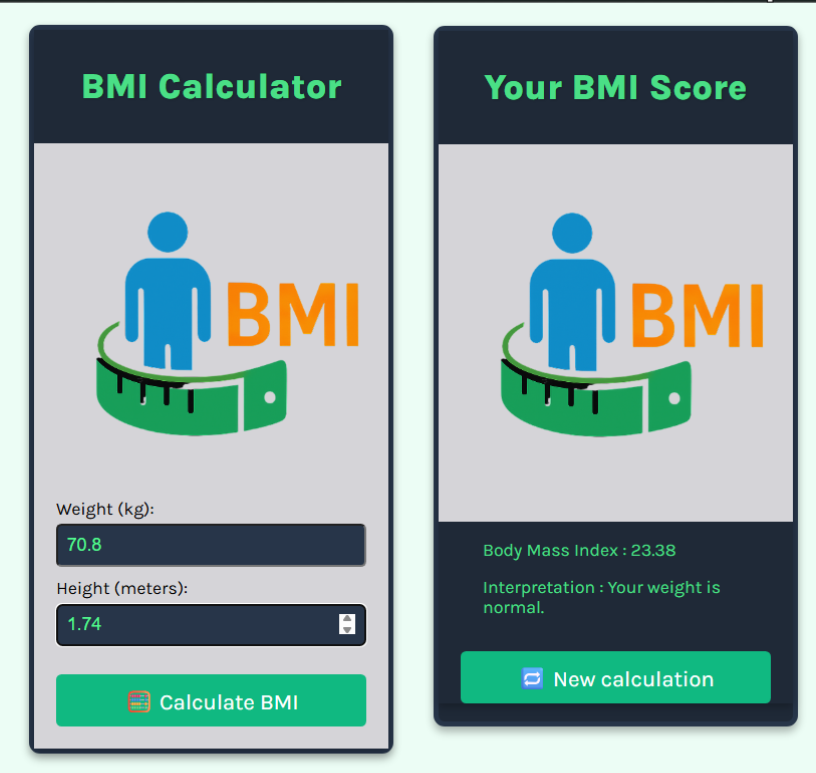 BMI Calculator
BMI
Weight (kg):
70.8
Height (meters):
1.74
Calculate BMI
Your BMI Score
BMI
Body Mass Index : 23.38
Interpretation : Your weight is
normal.
New calculation